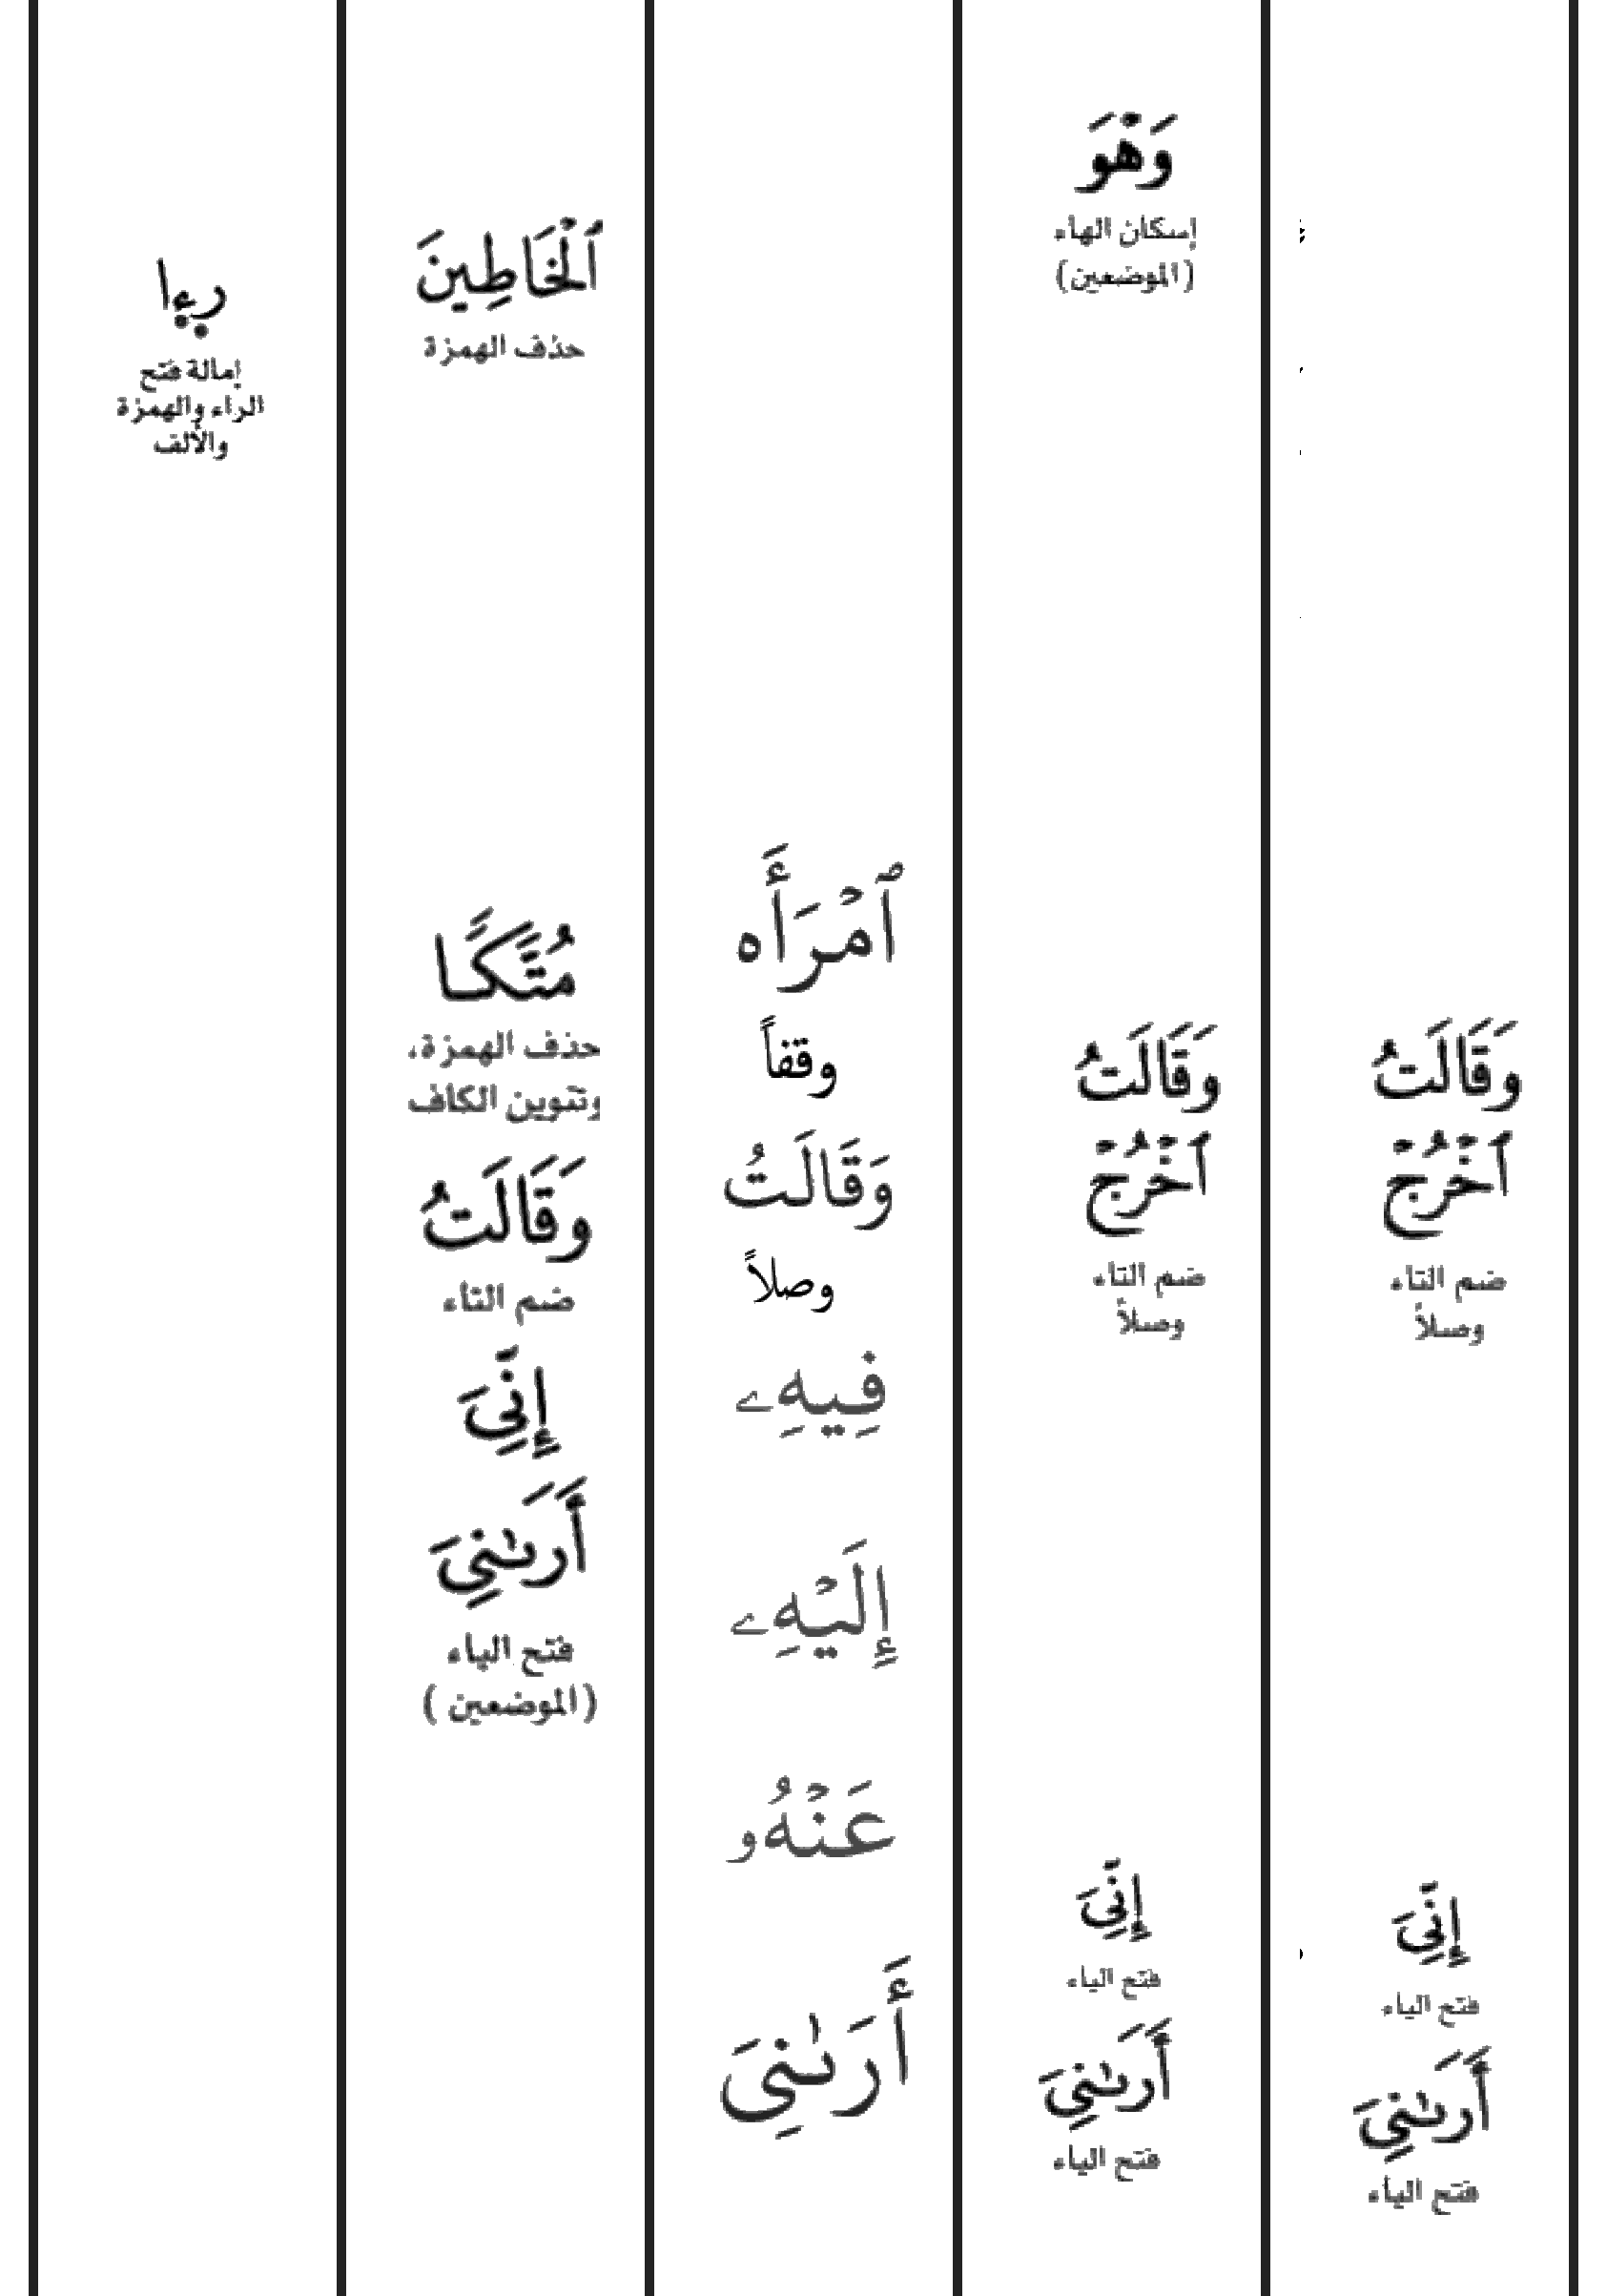 وَقَالَتُ
ٱخْرُجْ
ضم التاء
وصلاً
إِنِّيَ
فتح الياء
أَرَىٰنِيَ
فتح الياء
وَهْوَ
إسكان الهاء
(الموضعين)
وَقَالَتُ
ٱخْرُجْ
ضم التاء
وصلاً
إِنِّيَ
فتح الياء
أَرَىٰنِيَ
فتح الياء
ٱمْرَأَه
وقفاً
وَقَالَتُ
وصلاً
فِيهِۦ
إِلَيْهِۦ
عَنْهُۥ
أَرَىٰنِيَ
ٱلْخَاطِينَ
حذف الهمزة
مُتَّكًا
حذف الهمزة،
وتنوين الكاف
وَقَالَتُ
ضم التاء
إِنِّيَ
أَرَىٰنِيَ
فتح الياء
(الموضعين)
رءا
إمالة فتح
الراء والهمزة
والألف